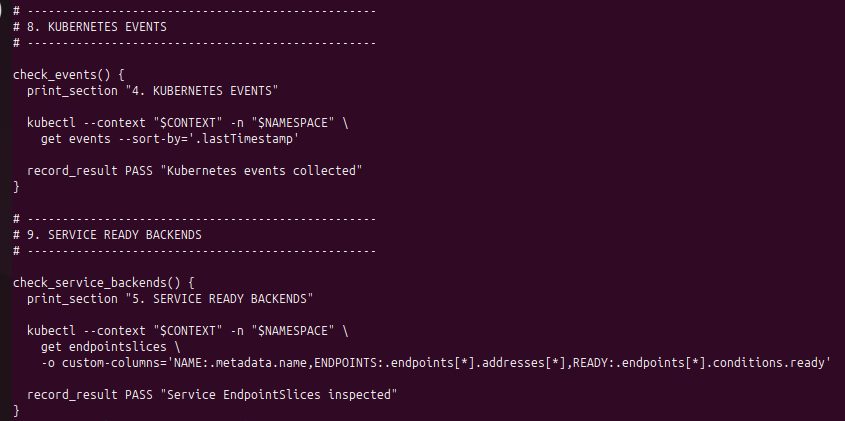 # --------------------------------------------------
# 8. KUBERNETES EVENTS
# --------------------------------------------------
check_events() {
  print_section "4. KUBERNETES EVENTS"
  kubectl --context "$CONTEXT" -n "$NAMESPACE" \
    get events --sort-by='.lastTimestamp'
  record_result PASS "Kubernetes events collected"
}
# --------------------------------------------------
# 9. SERVICE READY BACKENDS
# --------------------------------------------------
check_service_backends() {
  print_section "5. SERVICE READY BACKENDS"
  kubectl --context "$CONTEXT" -n "$NAMESPACE" \
    get endpointslices \
    -o custom-columns='NAME:.metadata.name,ENDPOINTS:.endpoints[*].addresses[*],READY:.endpoints[*].conditions.ready'
  record_result PASS "Service EndpointSlices inspected"
}